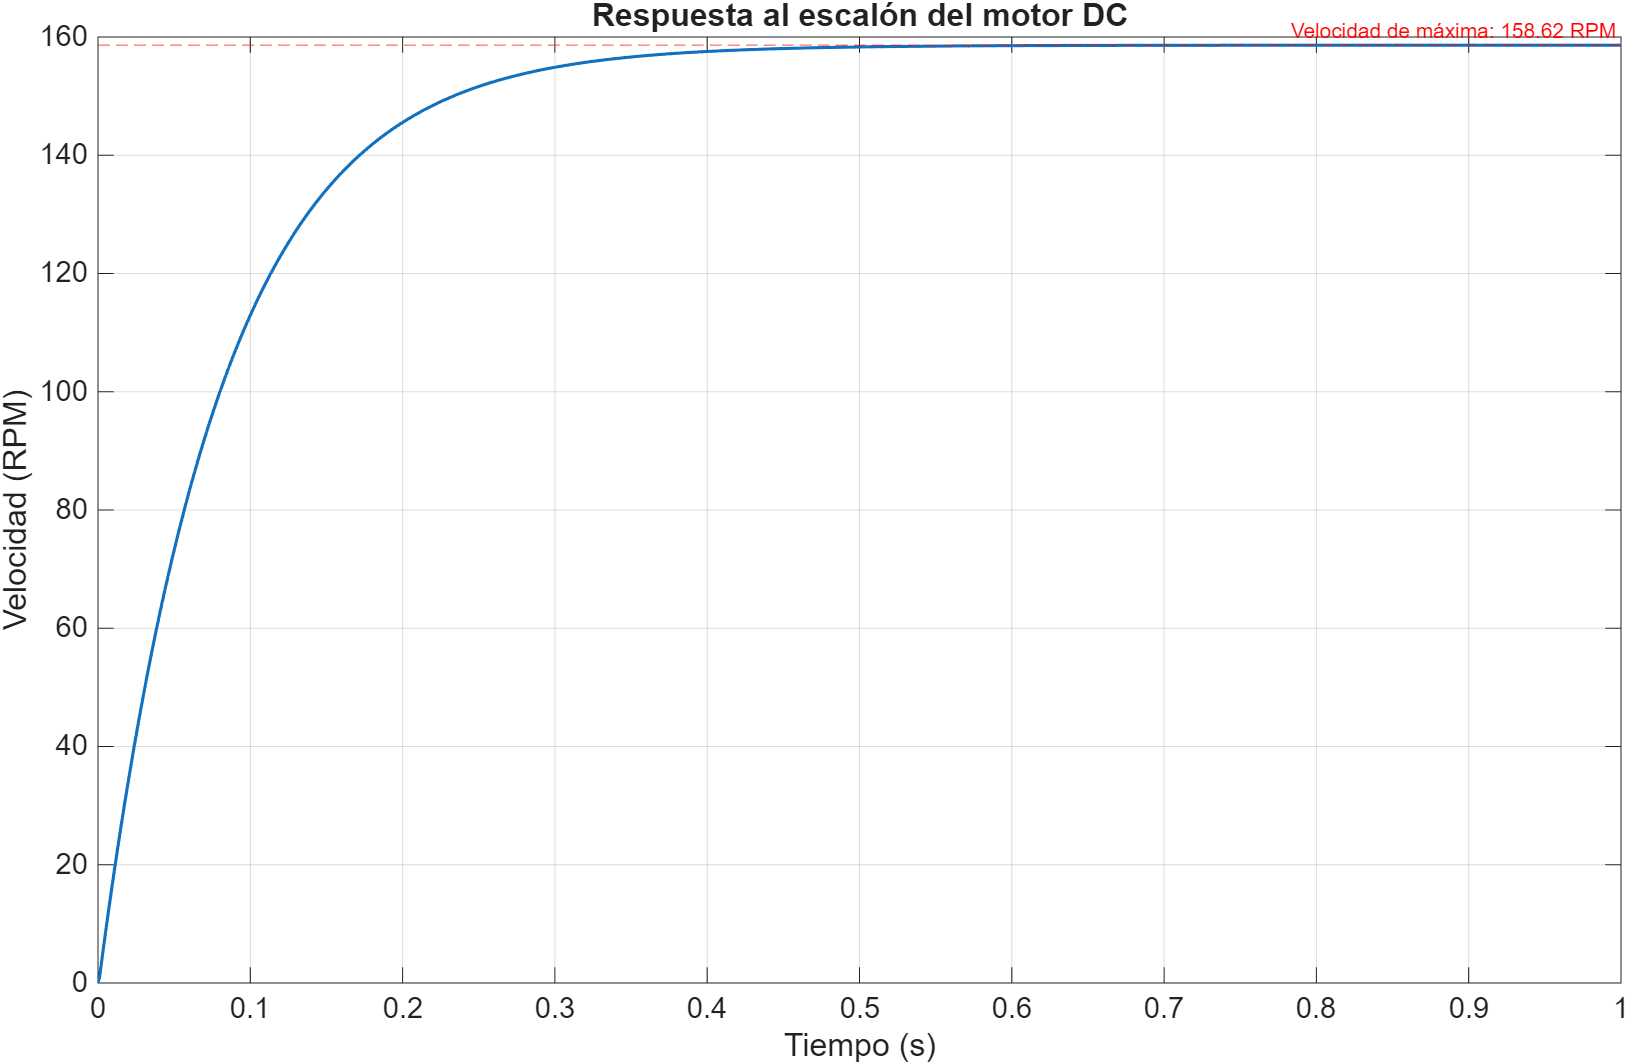 Respuesta al escalón del motor DC
Velocidad de máxima: 158.62 RPM
160
140
120
100
80
60
40
20
0
Velocidad (RPM)
0 0.1 0.2 0.3 0.4 0.5 0.6 0.7 0.8 0.9 1
Tiempo (s)